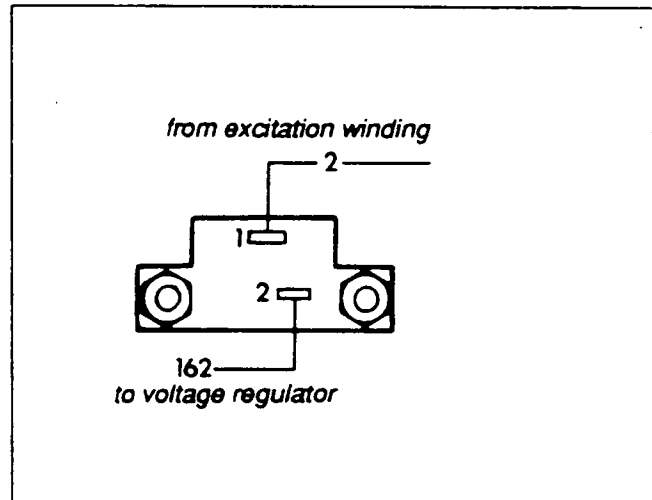 from excitation winding
2
1
2
162
to voltage regulator